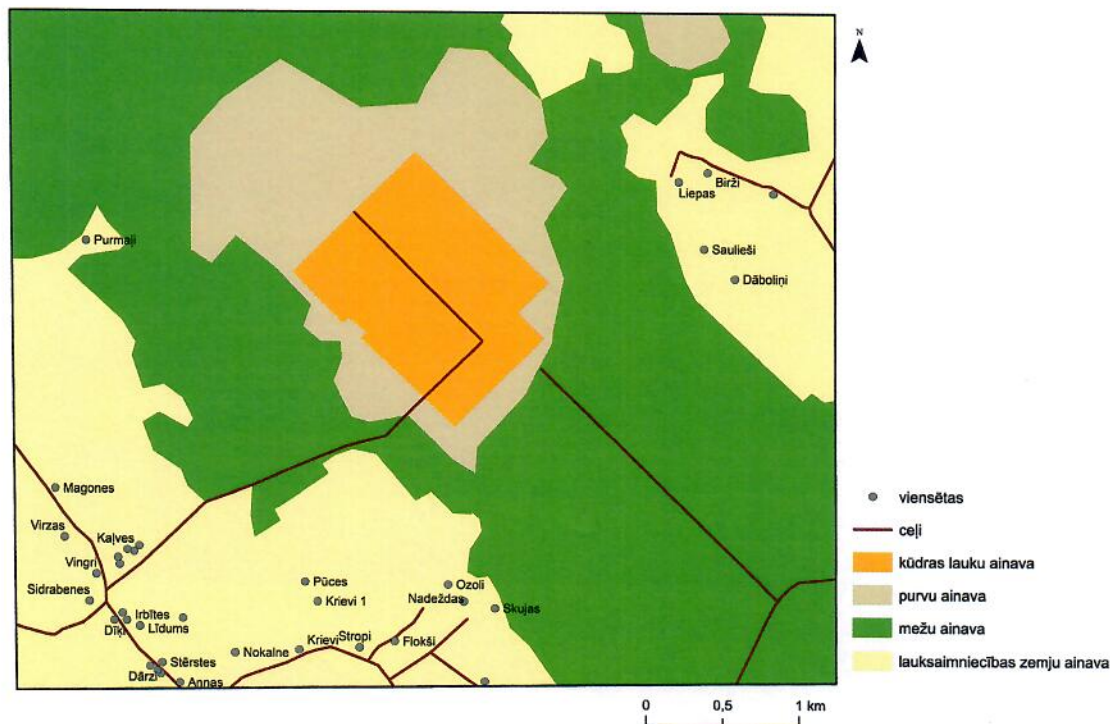 N
Birži
Liepas
Purmaļi
Saulieši
Dāboliņi
Magones
Virzas
Kaļves
Vingri
Sidrabenes
Pūces
Ozoli
Krievi 1
Nadeždas
Skujas
Irbītes
Dīķi
Līdums
Stropi
Flokši
Krievi
Nokalne
Stērstes
Dārzi
Annas
viensētas
ceļi
kūdras lauku ainava
purvu ainava
mežu ainava
lauksaimniecības zemju ainava
0 0,5 1 km